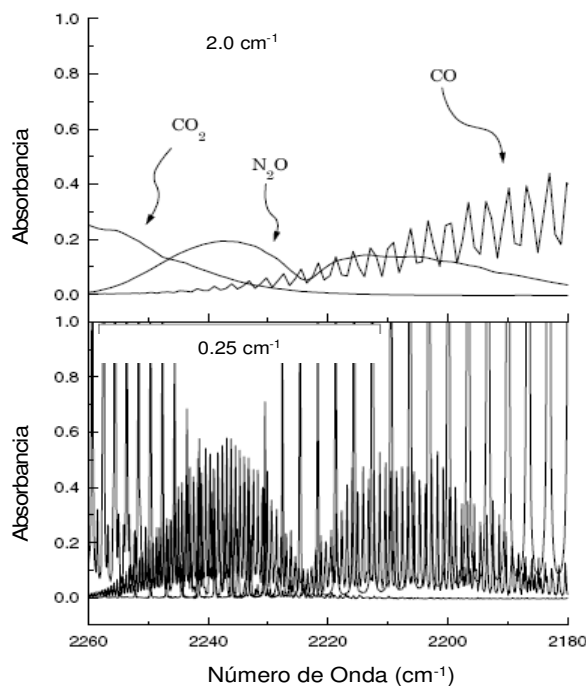 1.0
2.0 cm⁻¹
0.8
CO
CO₂
0.6
N₂O
Absorbancia
0.4
0.2
0.0
1.0
0.25 cm⁻¹
0.8
0.6
Absorbancia
0.4
0.2
0.0
2260 2240 2220 2200 2180
Número de Onda (cm⁻¹)